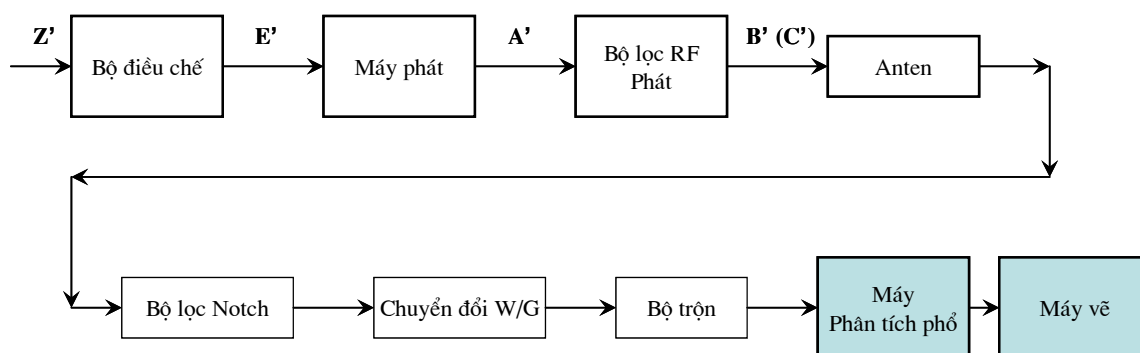 Z’ E’ A’ B’ (C’)
Bộ điều chế
Máy phát
Bộ lọc RF
Phát
Anten
Bộ lọc Notch
Chuyển đổi W/G
Bộ trộn
Máy
Phân tích phổ
Máy vẽ